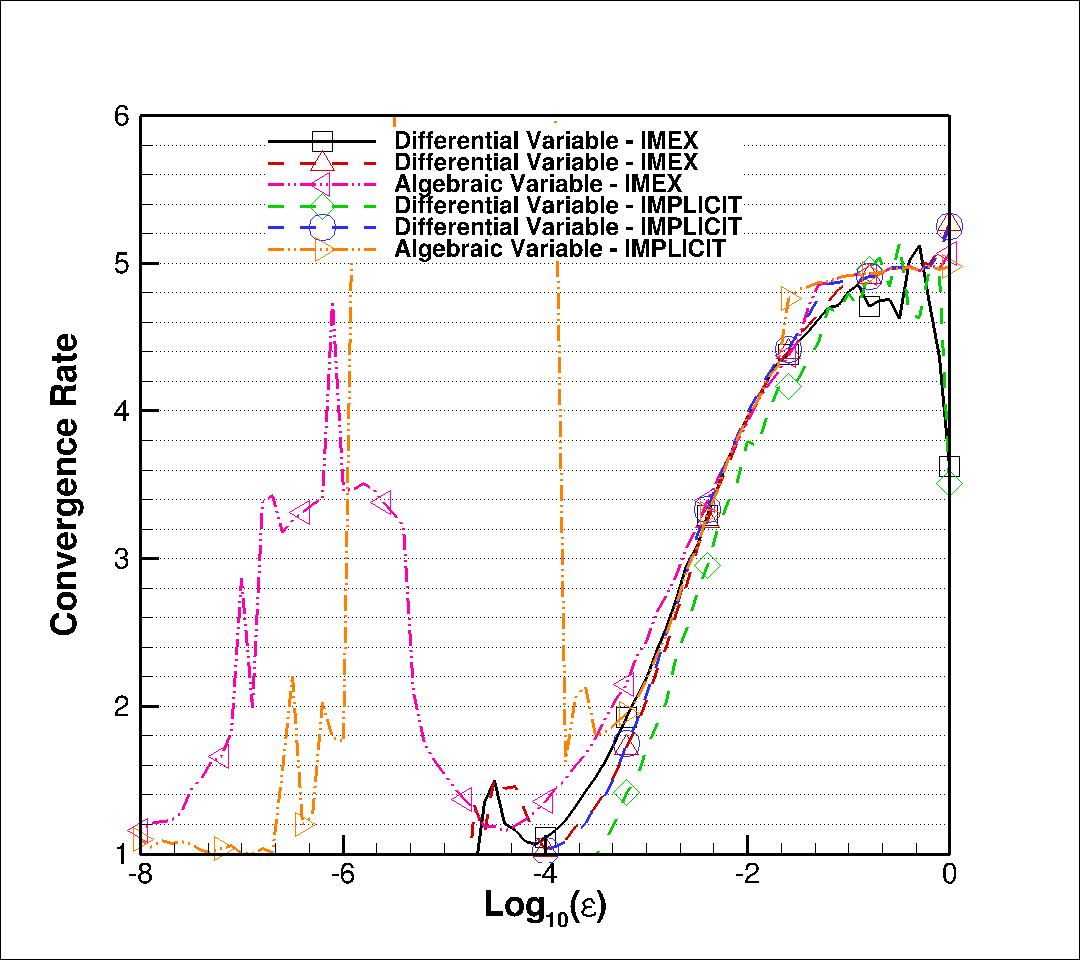 6
Differential Variable - IMEX
Differential Variable - IMEX
Algebraic Variable - IMEX
Differential Variable - IMPLICIT
Differential Variable - IMPLICIT
Algebraic Variable - IMPLICIT
5
4
3
2
1
Convergence Rate
-8 -6 -4 -2 0
Log10(ε)